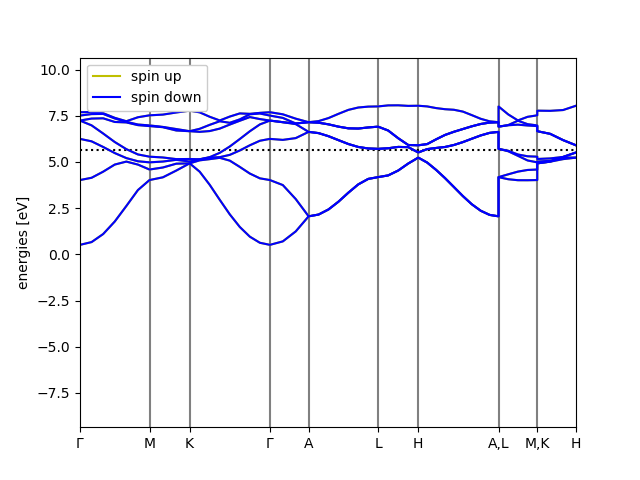 spin up
spin down
10.0
7.5
5.0
2.5
0.0
−2.5
−5.0
−7.5
energies [eV]
Γ M K Γ A L H A,L M,K H